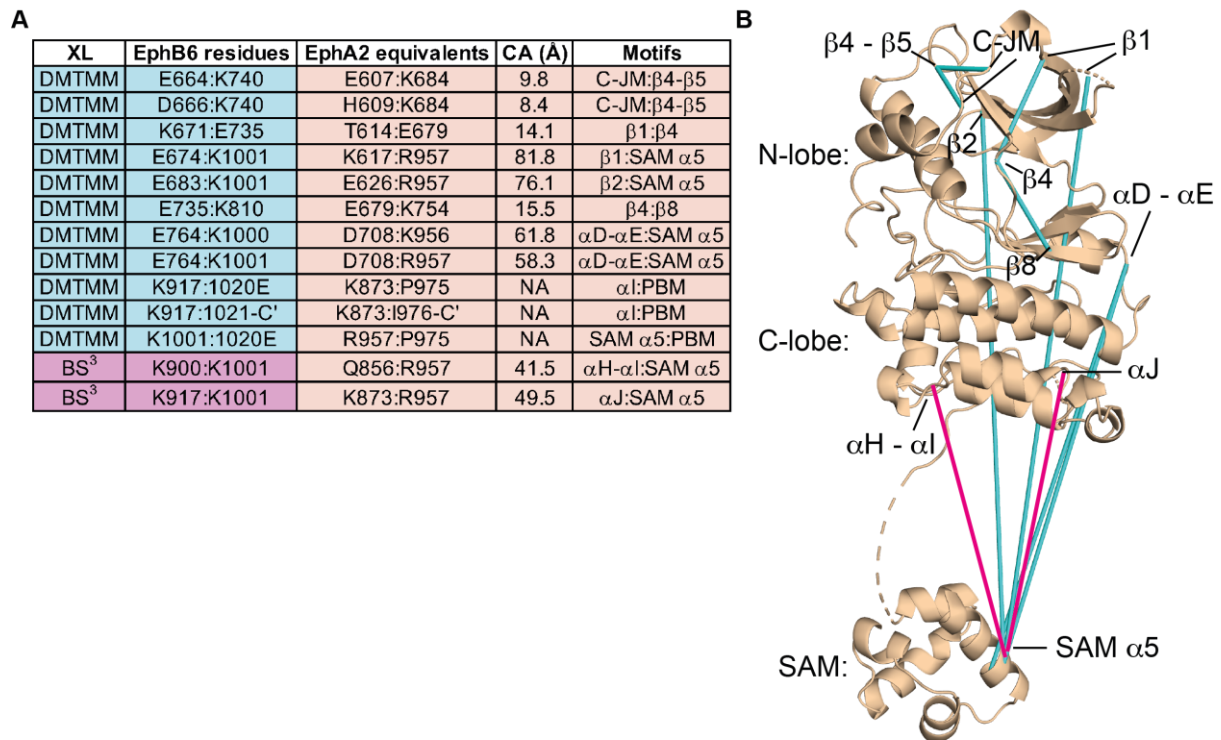 A
XL EphB6 residues EphA2 equivalents CA (Å) Motifs
DMTMM E664:K740 E607:K684 9.8 C-JM:β4-β5
DMTMM D666:K740 H609:K684 8.4 C-JM:β4-β5
DMTMM K671:E735 T614:E679 14.1 β1:β4
DMTMM E674:K1001 K617:R957 81.8 β1:SAM α5
DMTMM E683:K1001 E626:R957 76.1 β2:SAM α5
DMTMM E735:K810 E679:K754 15.5 β4:β8
DMTMM E764:K1000 D708:K956 61.8 αD-αE:SAM α5
DMTMM E764:K1001 D708:R957 58.3 αD-αE:SAM α5
DMTMM K917:1020E K873:P975 NA αI:PBM
DMTMM K917:1021-C' K873:I976-C' NA αI:PBM
DMTMM K1001:1020E R957:P975 NA SAM α5:PBM
BS³ K900:K1001 Q856:R957 41.5 αH-αI:SAM α5
BS³ K917:K1001 K873:R957 49.5 αJ:SAM α5
B
β4 - β5
C-JM
β1
N-lobe:
β2
β4
αD - αE
β8
C-lobe:
αJ
αH - αI
SAM:
SAM α5